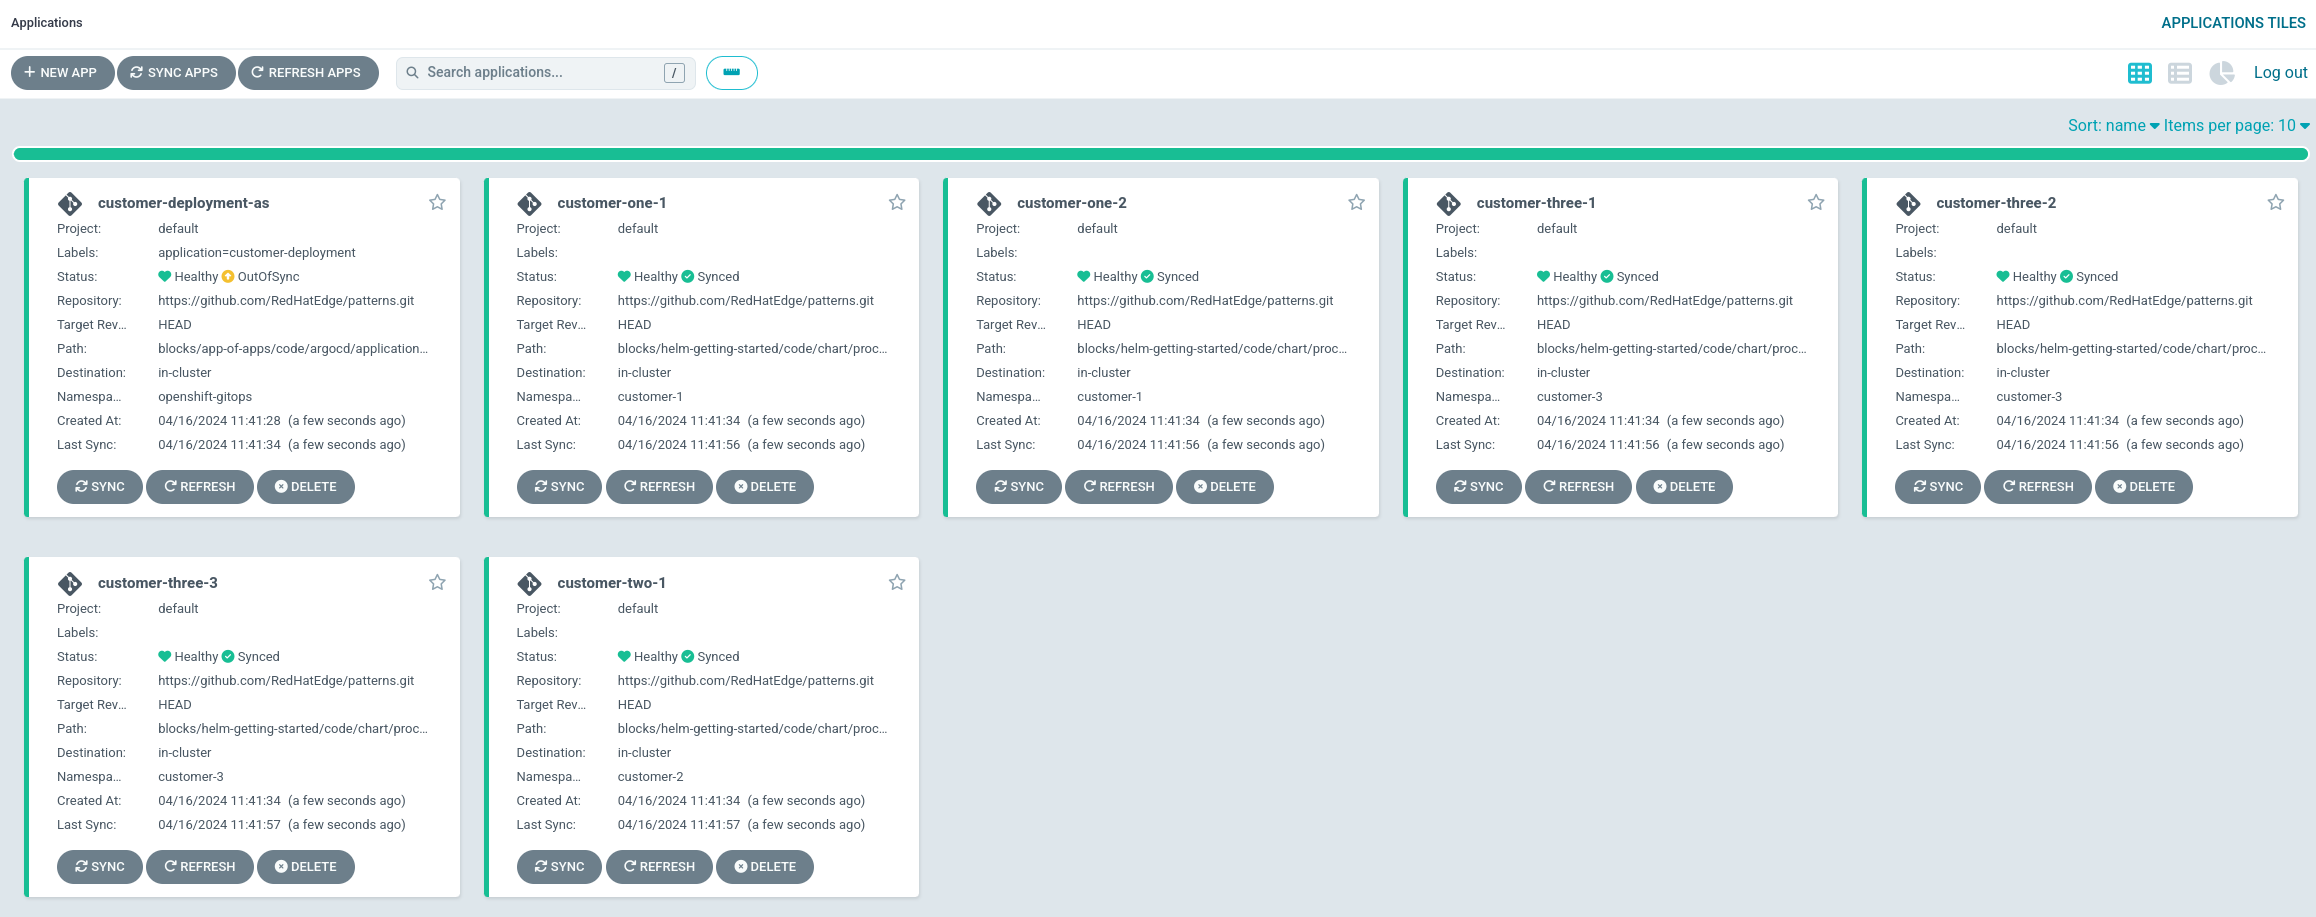 Applications
APPLICATIONS TILES
NEW APP SYNC APPS REFRESH APPS Search applications... / Log out
Sort: name Items per page: 10
customer-deployment-as
Project: default
Labels: application=customer-deployment
Status: Healthy OutOfSync
Repository: https://github.com/RedHatEdge/patterns.git
Target Rev... HEAD
Path: blocks/app-of-apps/code/argocd/application...
Destination: in-cluster
Namespa... openshift-gitops
Created At: 04/16/2024 11:41:28 (a few seconds ago)
Last Sync: 04/16/2024 11:41:34 (a few seconds ago)
SYNC REFRESH DELETE
customer-one-1
Project: default
Labels:
Status: Healthy Synced
Repository: https://github.com/RedHatEdge/patterns.git
Target Rev... HEAD
Path: blocks/helm-getting-started/code/chart/proc...
Destination: in-cluster
Namespa... customer-1
Created At: 04/16/2024 11:41:34 (a few seconds ago)
Last Sync: 04/16/2024 11:41:56 (a few seconds ago)
SYNC REFRESH DELETE
customer-one-2
Project: default
Labels:
Status: Healthy Synced
Repository: https://github.com/RedHatEdge/patterns.git
Target Rev... HEAD
Path: blocks/helm-getting-started/code/chart/proc...
Destination: in-cluster
Namespa... customer-1
Created At: 04/16/2024 11:41:34 (a few seconds ago)
Last Sync: 04/16/2024 11:41:56 (a few seconds ago)
SYNC REFRESH DELETE
customer-three-1
Project: default
Labels:
Status: Healthy Synced
Repository: https://github.com/RedHatEdge/patterns.git
Target Rev... HEAD
Path: blocks/helm-getting-started/code/chart/proc...
Destination: in-cluster
Namespa... customer-3
Created At: 04/16/2024 11:41:34 (a few seconds ago)
Last Sync: 04/16/2024 11:41:56 (a few seconds ago)
SYNC REFRESH DELETE
customer-three-2
Project: default
Labels:
Status: Healthy Synced
Repository: https://github.com/RedHatEdge/patterns.git
Target Rev... HEAD
Path: blocks/helm-getting-started/code/chart/proc...
Destination: in-cluster
Namespa... customer-3
Created At: 04/16/2024 11:41:34 (a few seconds ago)
Last Sync: 04/16/2024 11:41:56 (a few seconds ago)
SYNC REFRESH DELETE
customer-three-3
Project: default
Labels:
Status: Healthy Synced
Repository: https://github.com/RedHatEdge/patterns.git
Target Rev... HEAD
Path: blocks/helm-getting-started/code/chart/proc...
Destination: in-cluster
Namespa... customer-3
Created At: 04/16/2024 11:41:34 (a few seconds ago)
Last Sync: 04/16/2024 11:41:57 (a few seconds ago)
SYNC REFRESH DELETE
customer-two-1
Project: default
Labels:
Status: Healthy Synced
Repository: https://github.com/RedHatEdge/patterns.git
Target Rev... HEAD
Path: blocks/helm-getting-started/code/chart/proc...
Destination: in-cluster
Namespa... customer-2
Created At: 04/16/2024 11:41:34 (a few seconds ago)
Last Sync: 04/16/2024 11:41:57 (a few seconds ago)
SYNC REFRESH DELETE